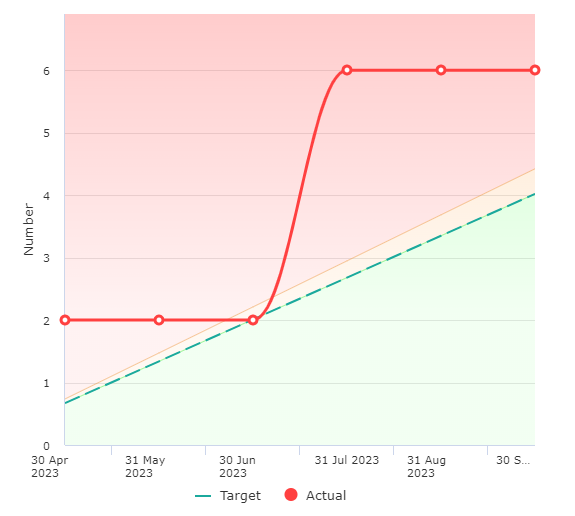 6
5
4
3
2
1
0
Number
30 Apr
2023
31 May
2023
30 Jun
2023
31 Jul 2023
31 Aug
2023
30 S...
Target
Actual